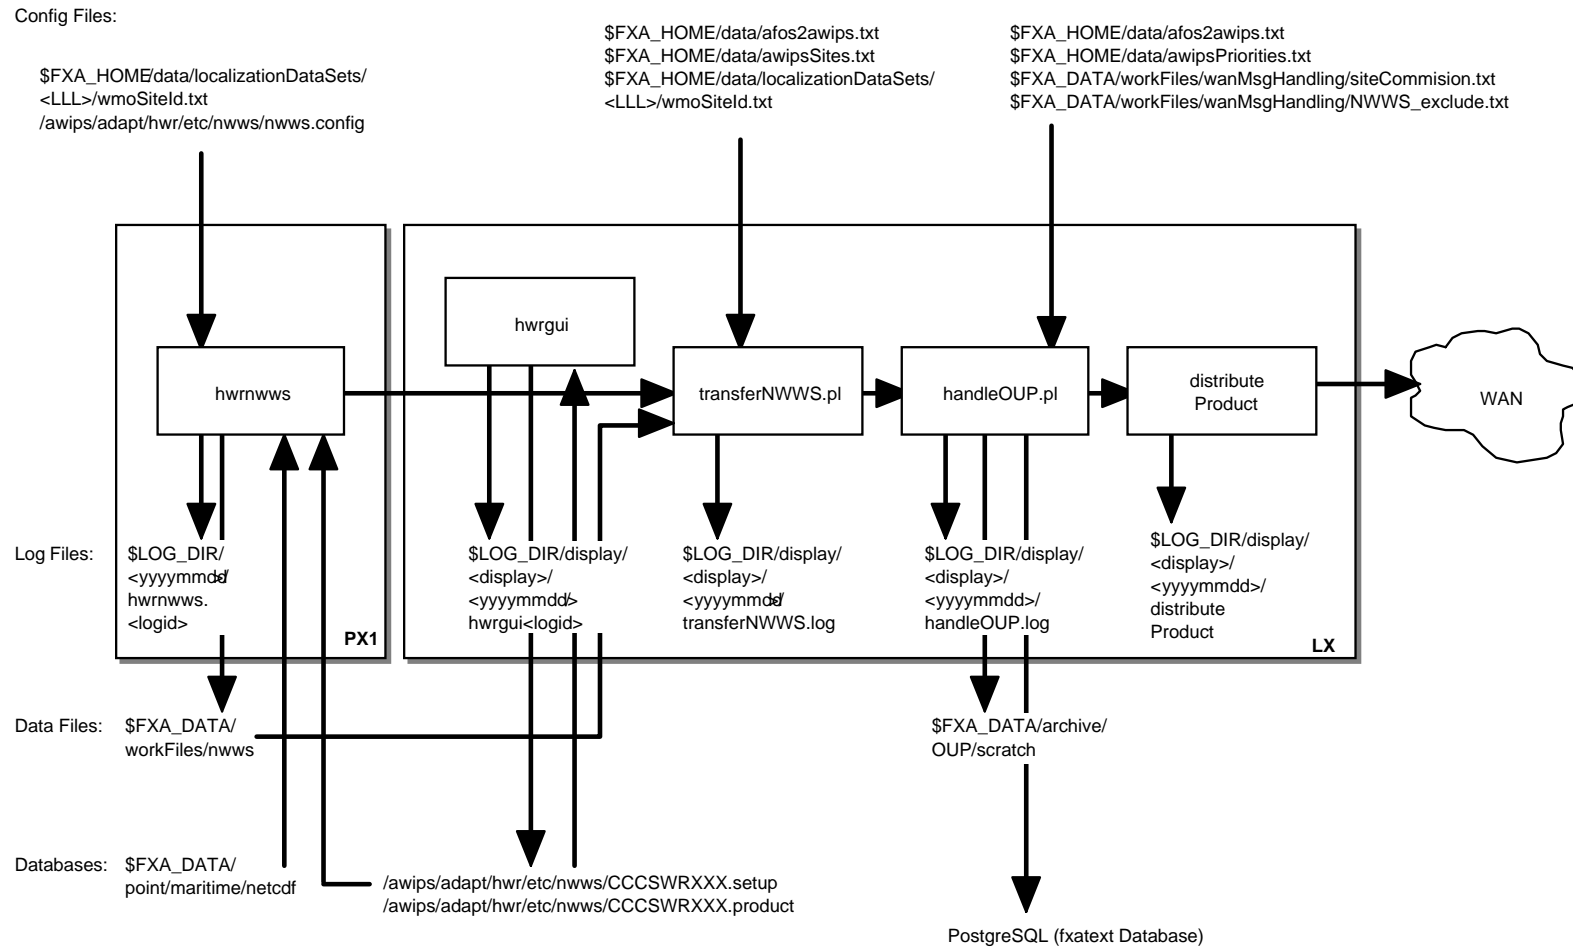 Config Files:
$FXA_HOME/data/localizationDataSets/
<LLL>/wmoSiteId.txt
/awips/adapt/hwr/etc/nwws/nwws.config
$FXA_HOME/data/afos2awips.txt
$FXA_HOME/data/awipsSites.txt
$FXA_HOME/data/localizationDataSets/
<LLL>/wmoSiteId.txt
$FXA_HOME/data/afos2awips.txt
$FXA_HOME/data/awipsPriorities.txt
$FXA_DATA/workFiles/wanMsgHandling/siteCommision.txt
$FXA_DATA/workFiles/wanMsgHandling/NWWS_exclude.txt
hwrgui
hwrnwws
transferNWWS.pl
handleOUP.pl
distribute
Product
WAN
Log Files:
$LOG_DIR/
<yyyymmdd>/
hwrnwws.
<logid>
PX1
$LOG_DIR/display/
<display>/
<yyyymmdd>/
hwrgui<logid>
$LOG_DIR/display/
<display>/
<yyyymmdd>/
transferNWWS.log
$LOG_DIR/display/
<display>/
<yyyymmdd>/
handleOUP.log
$LOG_DIR/display/
<display>/
<yyyymmdd>/
distribute
Product
LX
Data Files:
$FXA_DATA/
workFiles/nwws
$FXA_DATA/archive/
OUP/scratch
Databases:
$FXA_DATA/
point/maritime/netcdf
/awips/adapt/hwr/etc/nwws/CCCSWRXXX.setup
/awips/adapt/hwr/etc/nwws/CCCSWRXXX.product
PostgreSQL (fxatext Database)